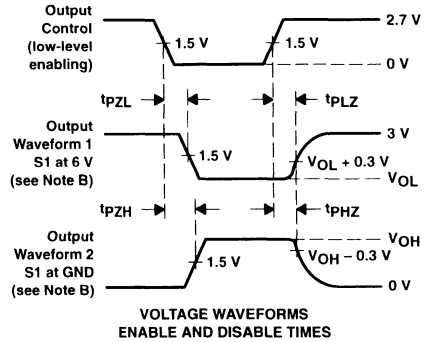 Output
Control
(low-level
enabling)
1.5 V
1.5 V
2.7 V
0 V
tPZL
tPLZ
Output
Waveform 1
S1 at 6 V
(see Note B)
1.5 V
3 V
VOL + 0.3 V
VOL
tPZH
tPHZ
Output
Waveform 2
S1 at GND
(see Note B)
1.5 V
VOH
VOH – 0.3 V
0 V
VOLTAGE WAVEFORMS
ENABLE AND DISABLE TIMES